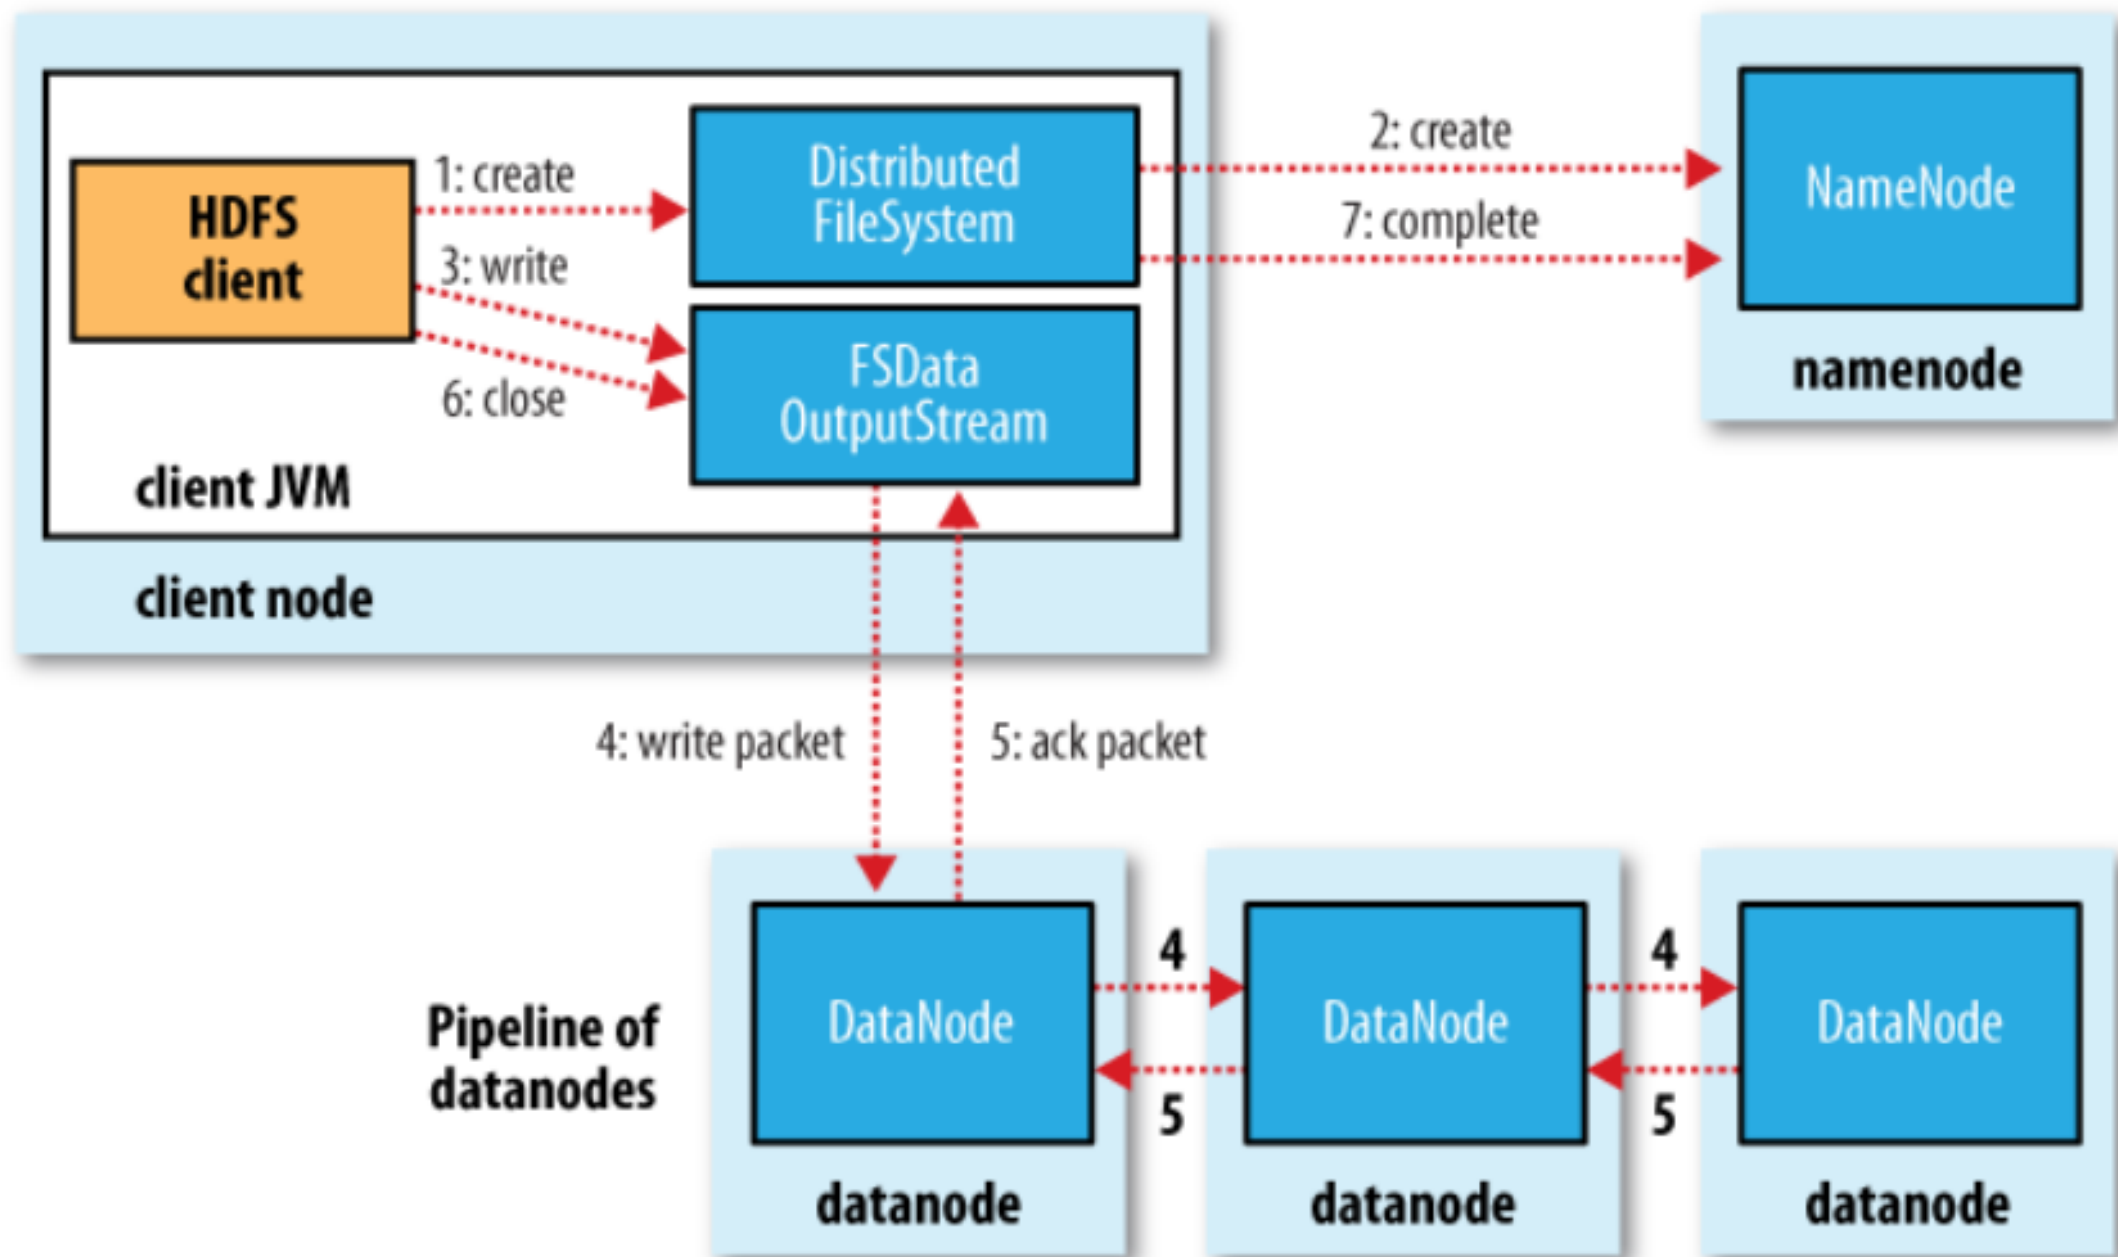 1: create
Distributed
FileSystem
2: create
NameNode
HDFS
client
3: write
7: complete
6: close
FSData
OutputStream
namenode
client JVM
client node
4: write packet
5: ack packet
Pipeline of
datanodes
DataNode
4
5
DataNode
4
5
DataNode
datanode
datanode
datanode